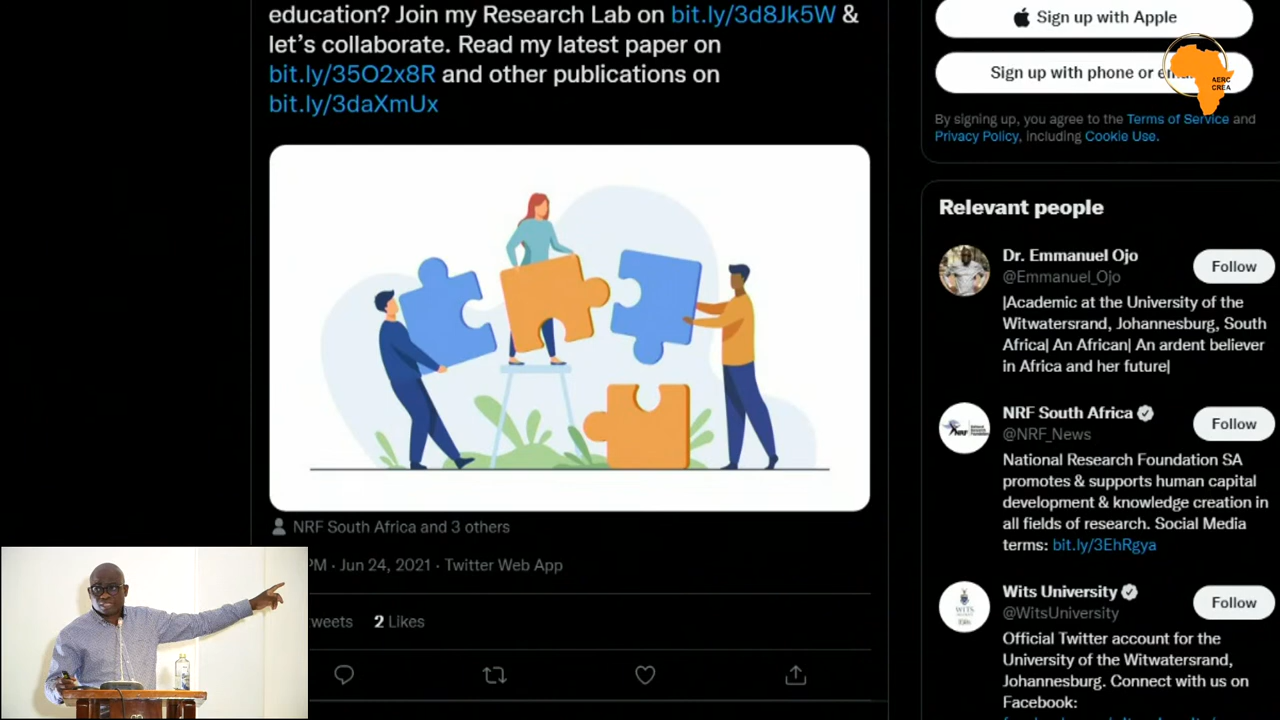 education? Join my Research Lab on bit.ly/3d8Jk5W &
let's collaborate. Read my latest paper on
bit.ly/35O2x8R and other publications on
bit.ly/3daXmUx
NRF South Africa and 3 others
PM · Jun 24, 2021 · Twitter Web App
weets 2 Likes
Sign up with Apple
Sign up with phone or em
AERC
CREA
By signing up, you agree to the Terms of Service and
Privacy Policy, including Cookie Use.
Relevant people
Dr. Emmanuel Ojo
@Emmanuel_Ojo
Follow
|Academic at the University of the
Witwatersrand, Johannesburg, South
Africa| An African| An ardent believer
in Africa and her future|
NRF
NRF South Africa
@NRF_News
Follow
National Research Foundation SA
promotes & supports human capital
development & knowledge creation in
all fields of research. Social Media
terms: bit.ly/3EhRgya
WITS
Wits University
@WitsUniversity
Follow
Official Twitter account for the
University of the Witwatersrand,
Johannesburg. Connect with us on
Facebook: